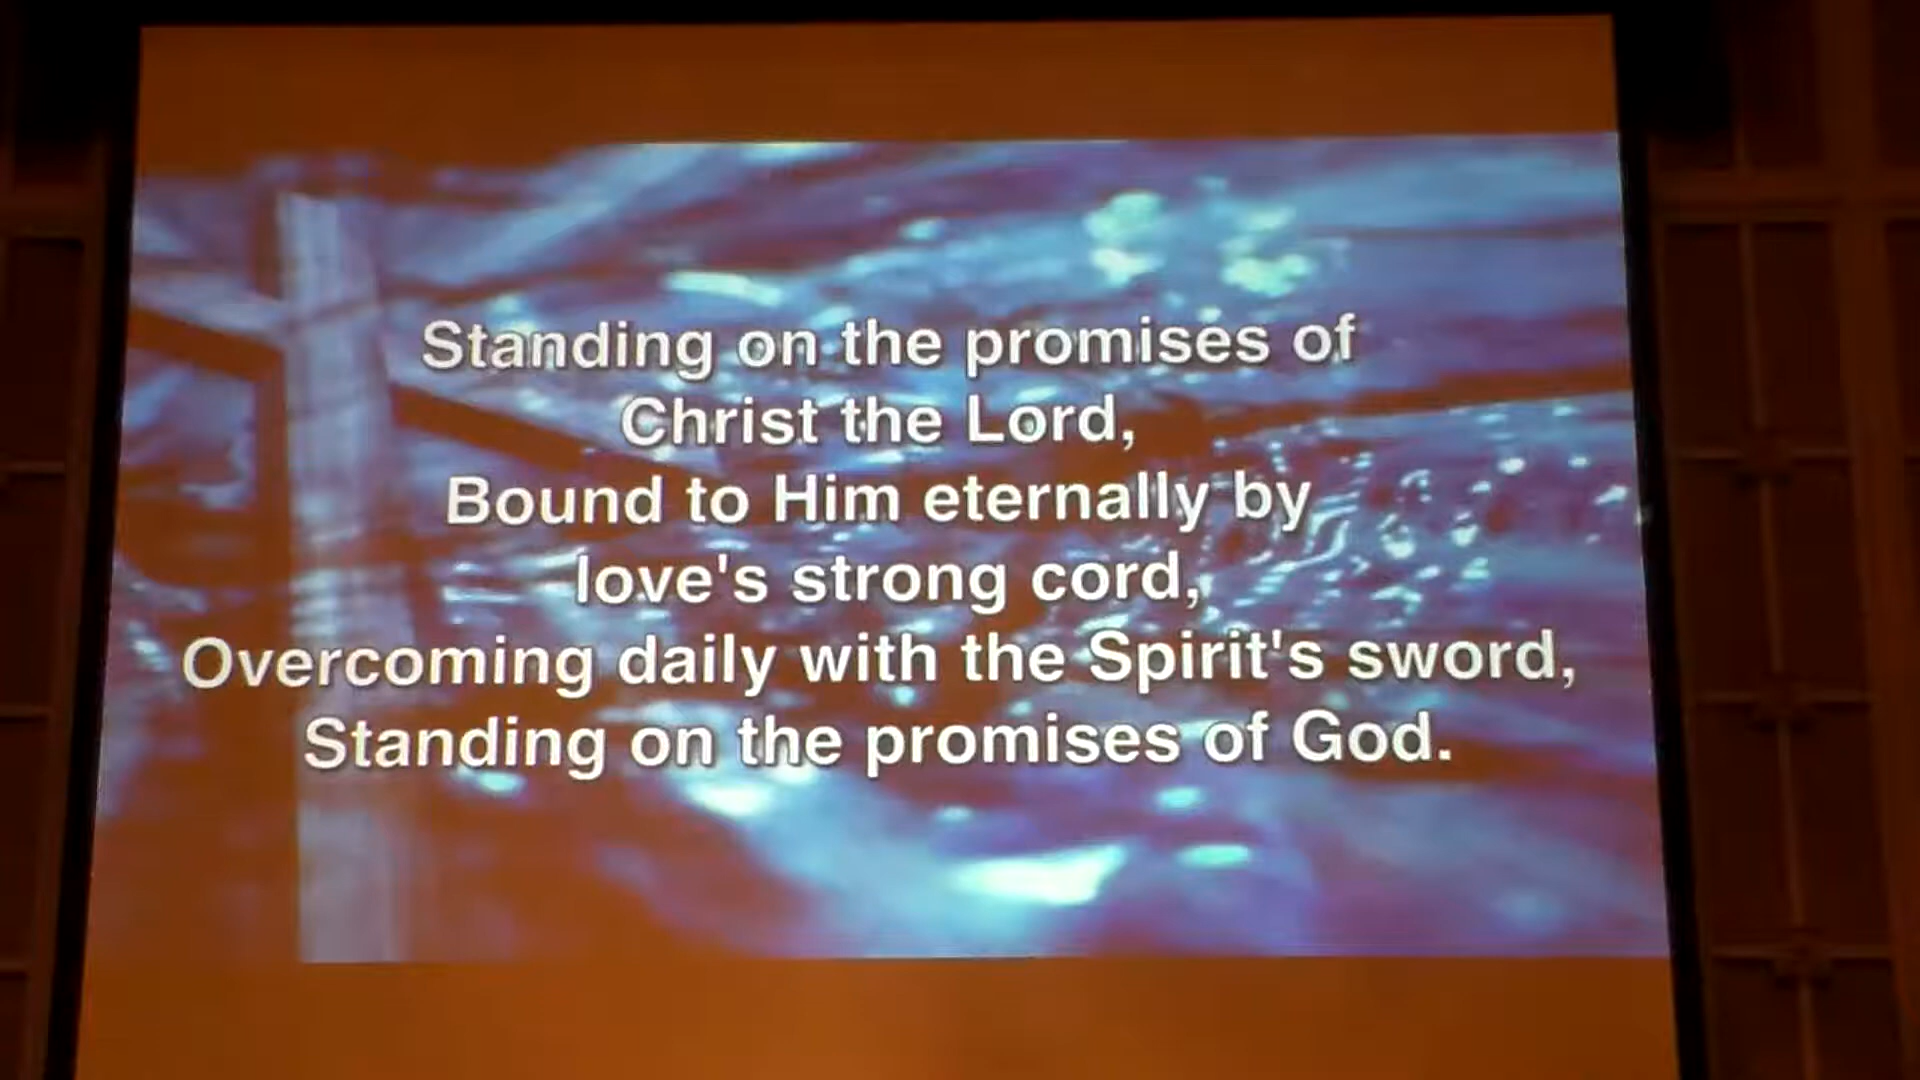 Standing on the promises of
Christ the Lord,
Bound to Him eternally by
love's strong cord,
Overcoming daily with the Spirit's sword,
Standing on the promises of God.